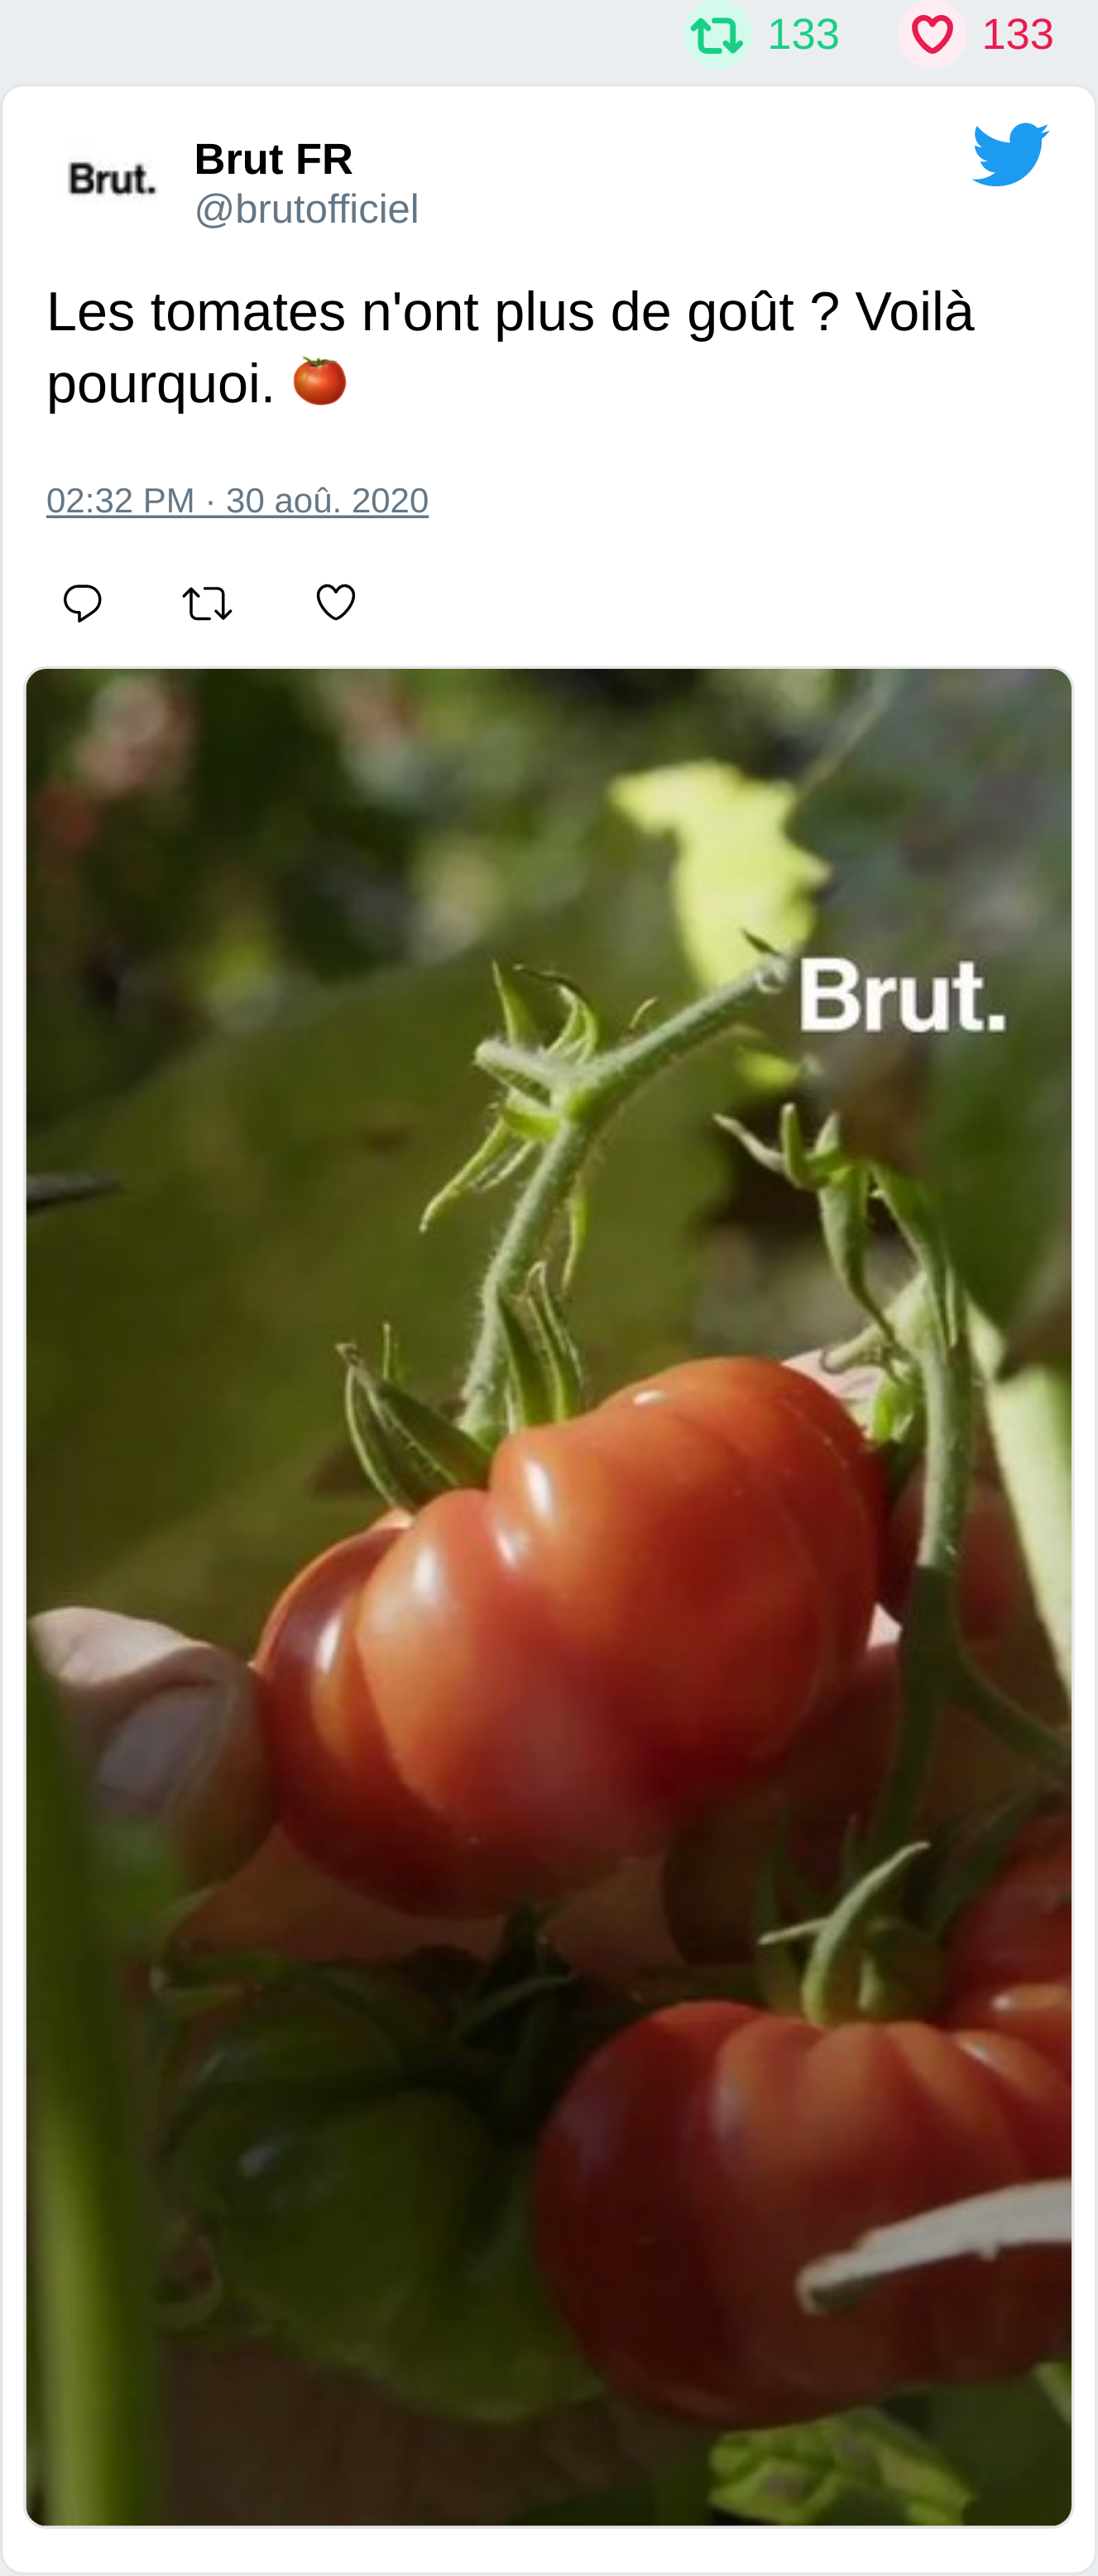 133 133
Brut.
Brut FR
@brutofficiel
Les tomates n'ont plus de goût ? Voilà
pourquoi. 🍅
02:32 PM · 30 aoû. 2020
Brut.